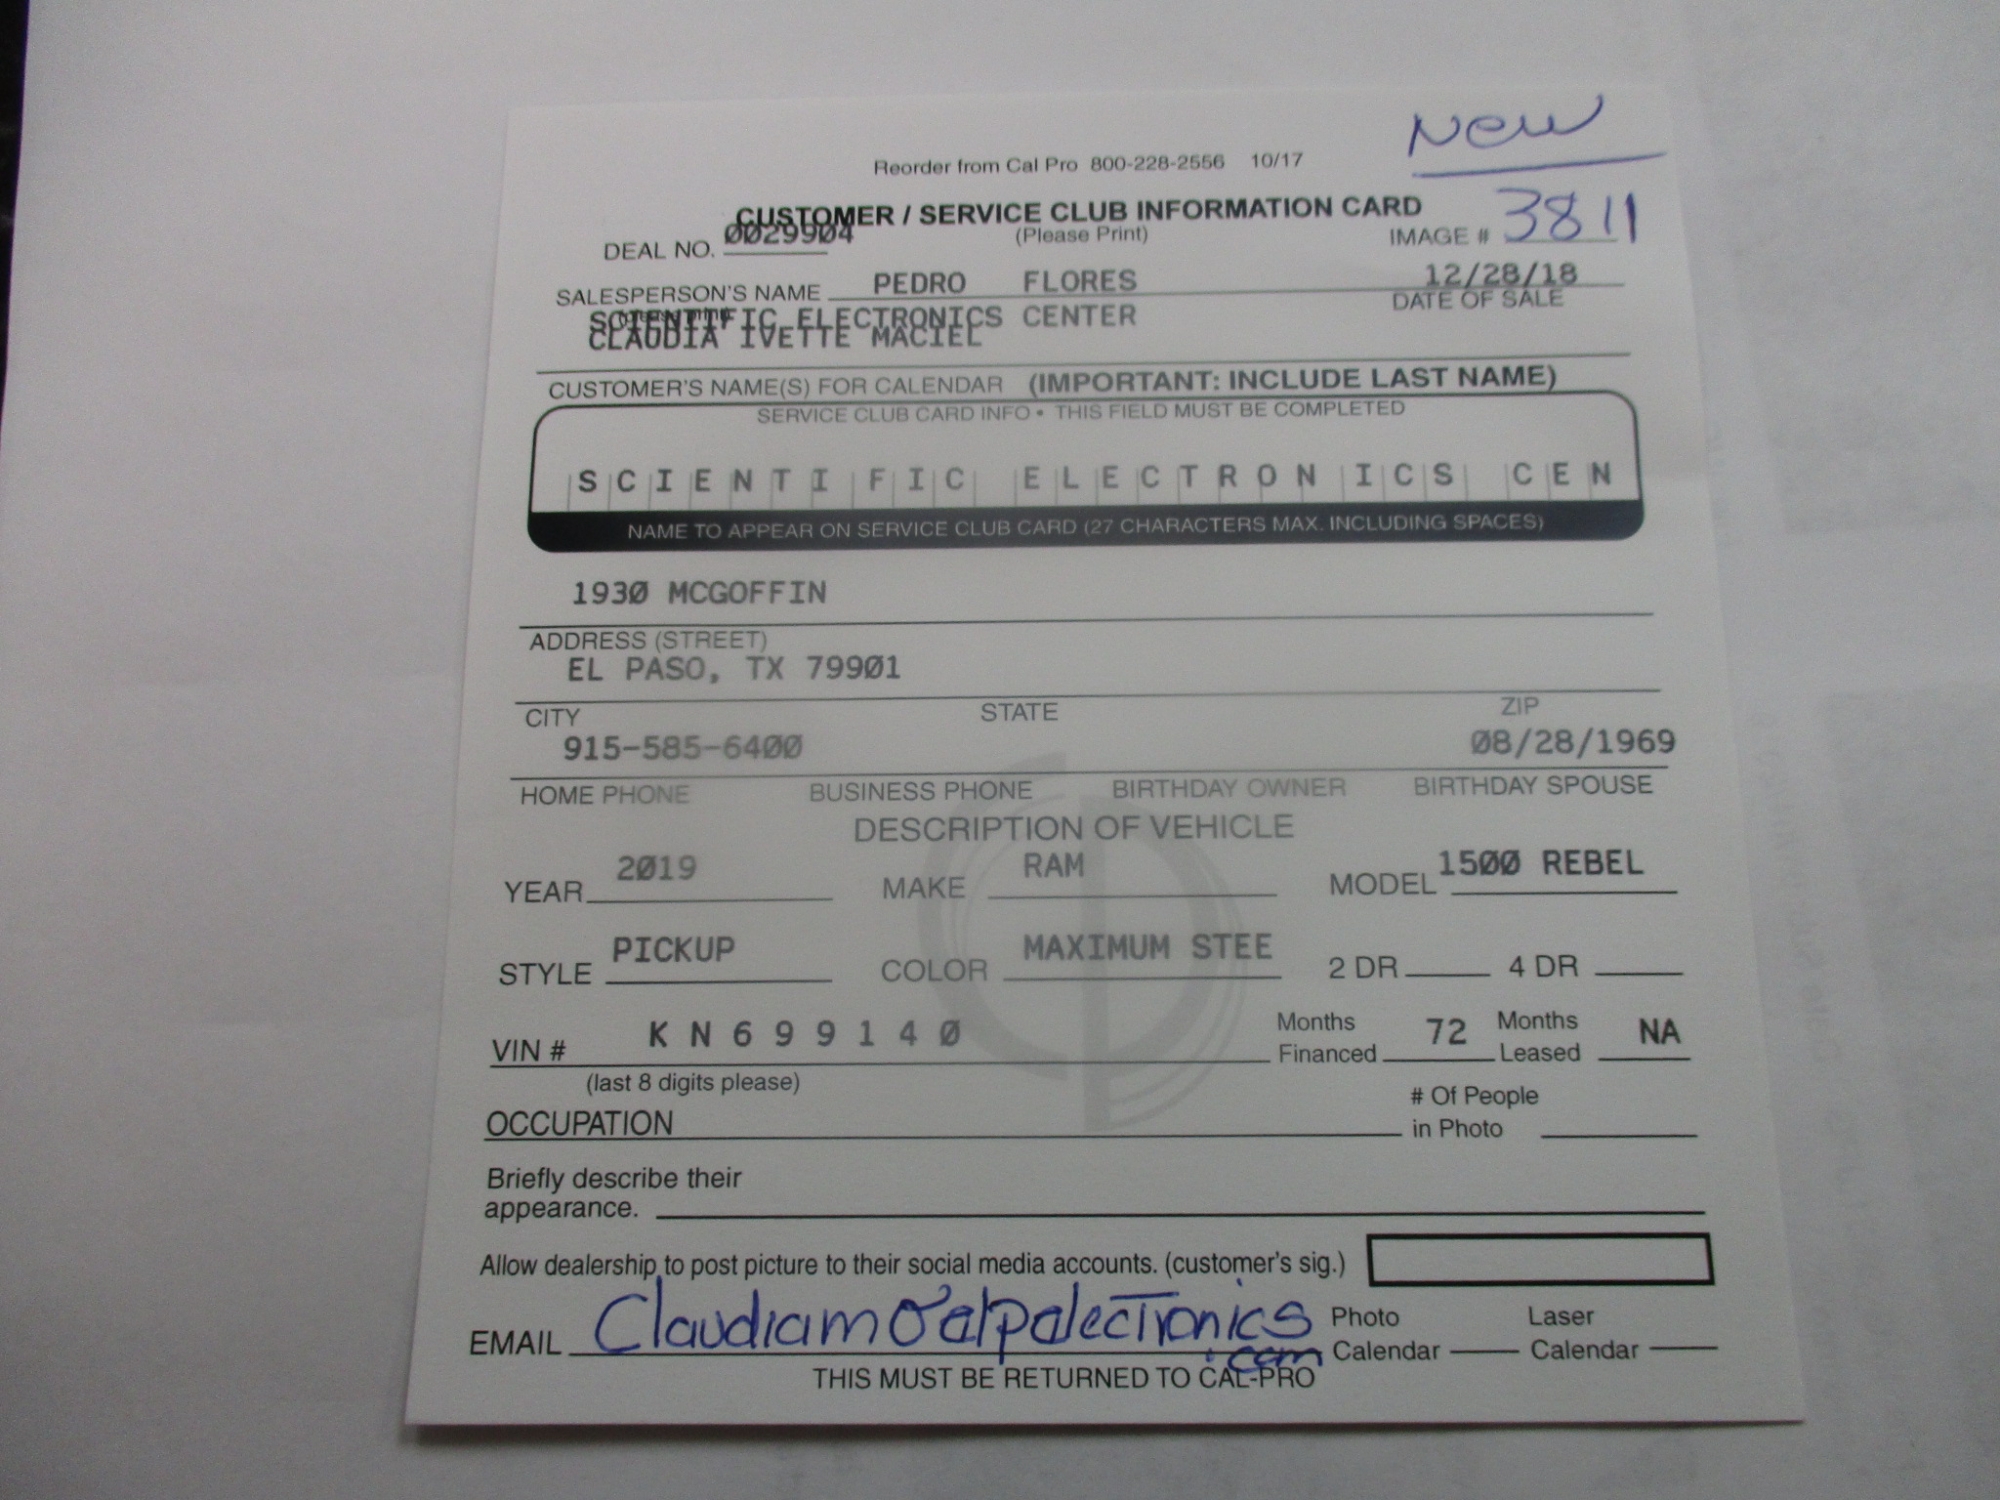 New
Reorder from Cal Pro 800-228-2556 10/17
CUSTOMER / SERVICE CLUB INFORMATION CARD
DEAL NO. 0029904 (Please Print) IMAGE # 3811
SALESPERSON'S NAME PEDRO FLORES 12/28/18
DATE OF SALE
SCIENTIFIC ELECTRONICS CENTER
CLAUDIA IVETTE MACIEL
CUSTOMER'S NAME(S) FOR CALENDAR (IMPORTANT: INCLUDE LAST NAME)
SERVICE CLUB CARD INFO • THIS FIELD MUST BE COMPLETED
SCIENTIFIC ELECTRONICS CEN
NAME TO APPEAR ON SERVICE CLUB CARD (27 CHARACTERS MAX. INCLUDING SPACES)
1930 MCGOFFIN
ADDRESS (STREET)
EL PASO, TX 79901
CITY STATE ZIP
915-585-6400 08/28/1969
HOME PHONE BUSINESS PHONE BIRTHDAY OWNER BIRTHDAY SPOUSE
DESCRIPTION OF VEHICLE
YEAR 2019 MAKE RAM MODEL 1500 REBEL
STYLE PICKUP COLOR MAXIMUM STEE 2 DR 4 DR
VIN # KN699140 Months Financed 72 Months Leased NA
(last 8 digits please)
OCCUPATION # Of People in Photo
Briefly describe their
appearance.
Allow dealership to post picture to their social media accounts. (customer's sig.)
EMAIL Photo Calendar Laser Calendar
.com
THIS MUST BE RETURNED TO CAL-PRO